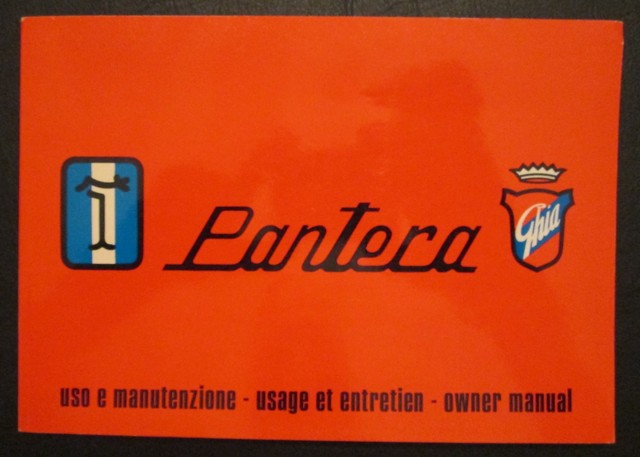 Pantera
Ghia
uso e manutenzione - usage et entretien - owner manual